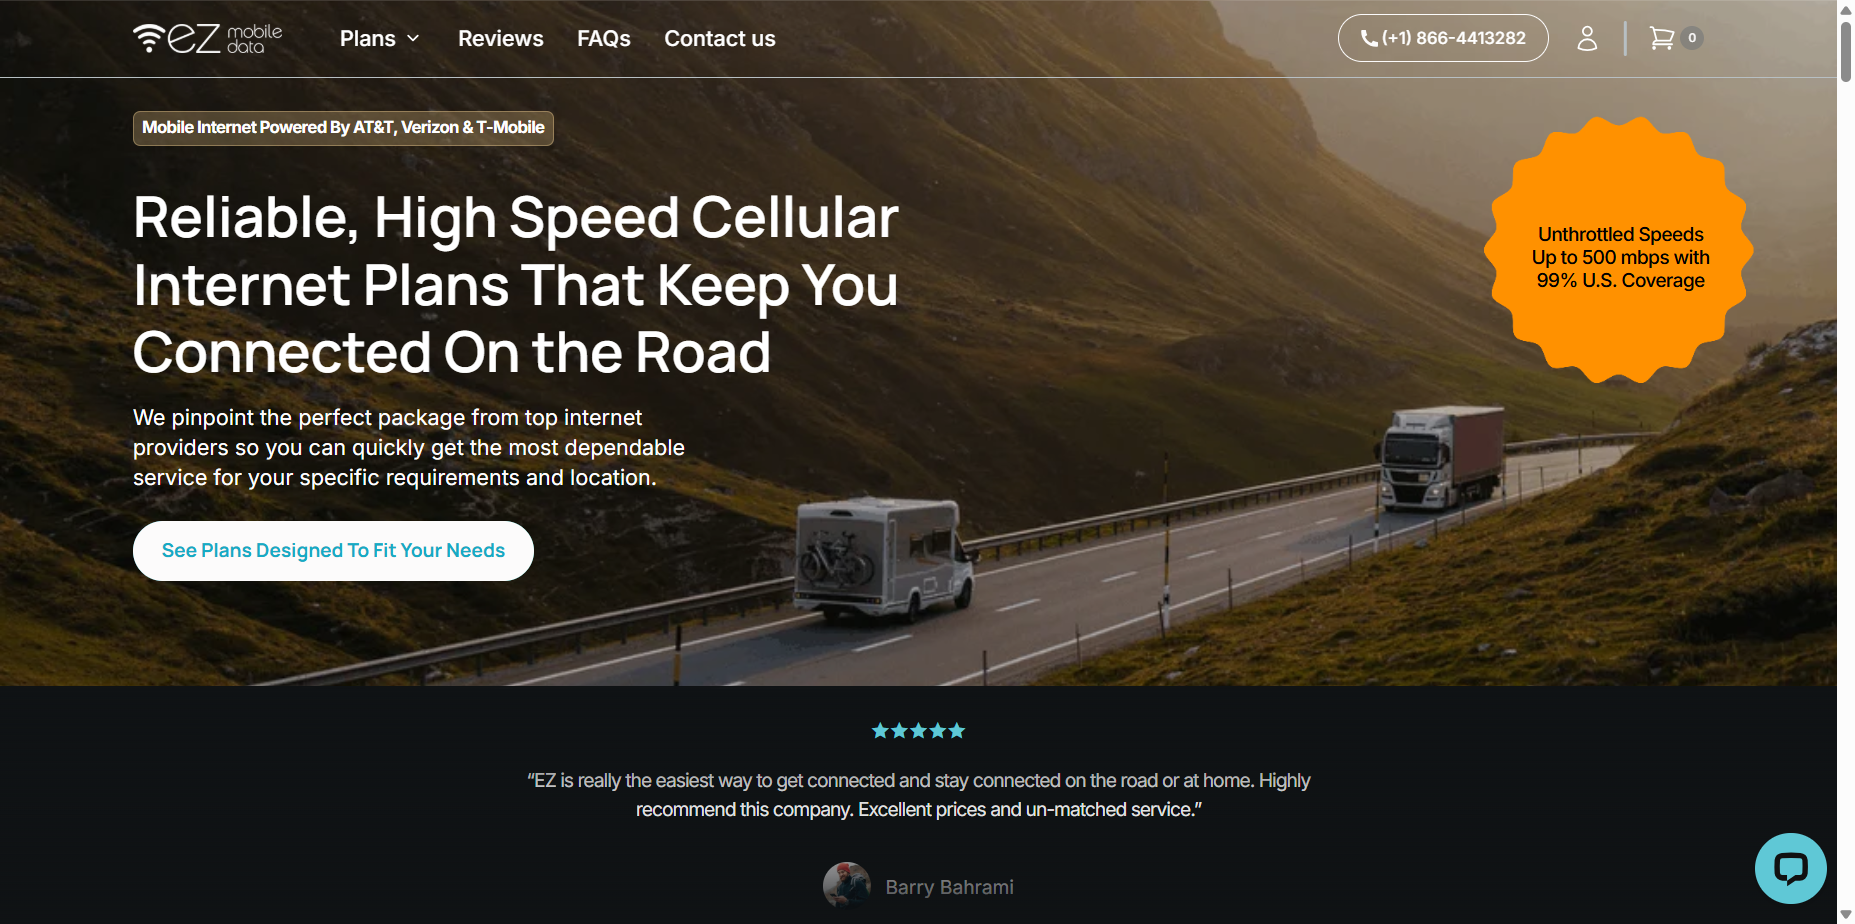 ez mobile data
Plans
Reviews
FAQs
Contact us
(+1) 866-4413282
0
Mobile Internet Powered By AT&T, Verizon & T-Mobile
Reliable, High Speed Cellular
Internet Plans That Keep You
Connected On the Road
We pinpoint the perfect package from top internet
providers so you can quickly get the most dependable
service for your specific requirements and location.
See Plans Designed To Fit Your Needs
Unthrottled Speeds
Up to 500 mbps with
99% U.S. Coverage
“EZ is really the easiest way to get connected and stay connected on the road or at home. Highly
recommend this company. Excellent prices and un-matched service.”
Barry Bahrami